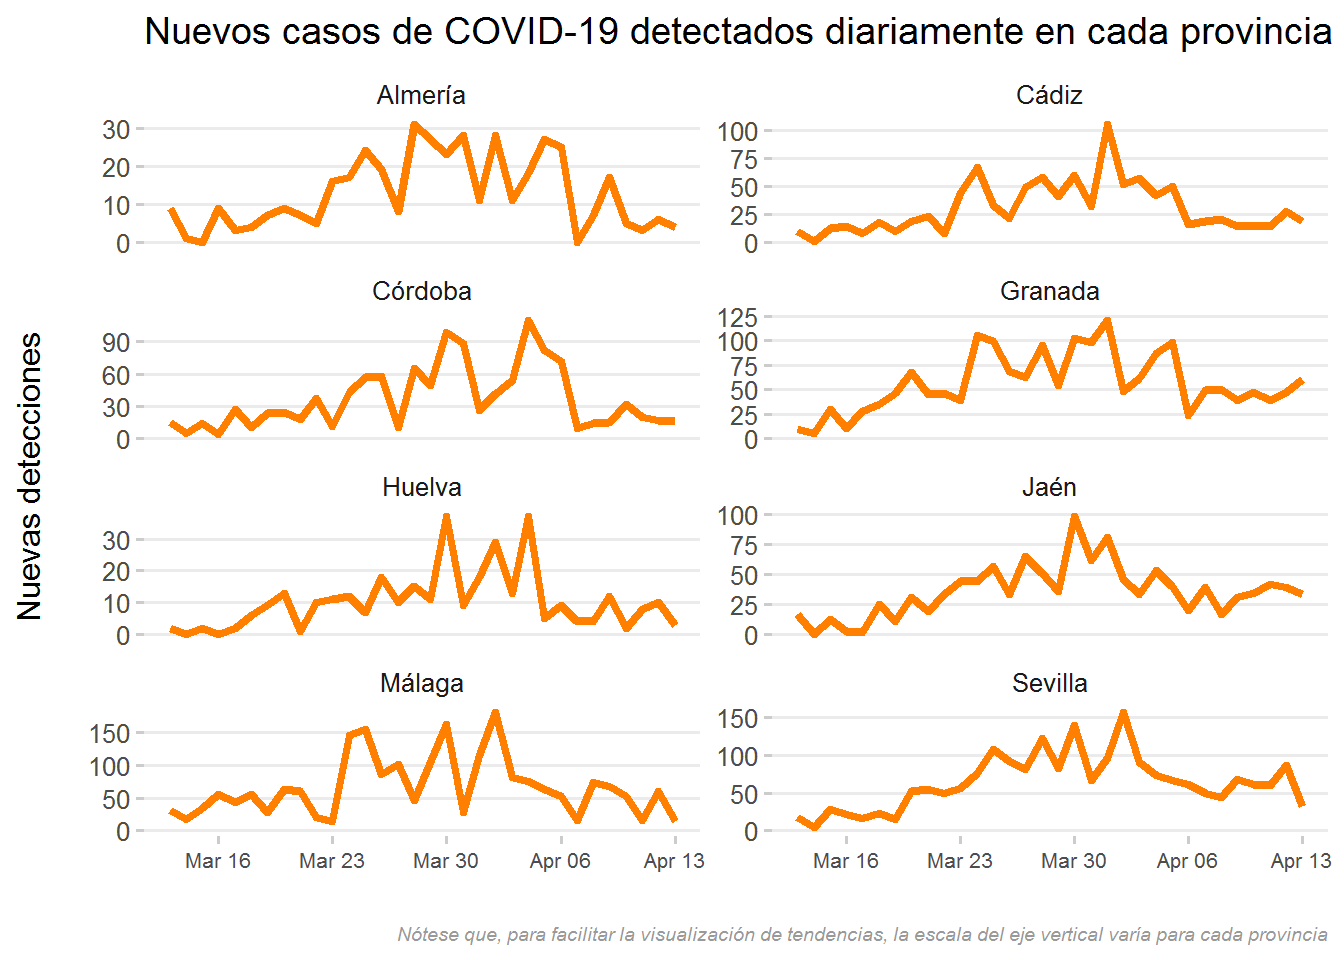 Nuevos casos de COVID-19 detectados diariamente en cada provincia
Nuevas detecciones
Almería
30
20
10
0
Cádiz
100
75
50
25
0
Córdoba
90
60
30
0
Granada
125
100
75
50
25
0
Huelva
30
20
10
0
Jaén
100
75
50
25
0
Málaga
150
100
50
0
Mar 16 Mar 23 Mar 30 Apr 06 Apr 13
Sevilla
150
100
50
0
Mar 16 Mar 23 Mar 30 Apr 06 Apr 13
Nótese que, para facilitar la visualización de tendencias, la escala del eje vertical varía para cada provincia